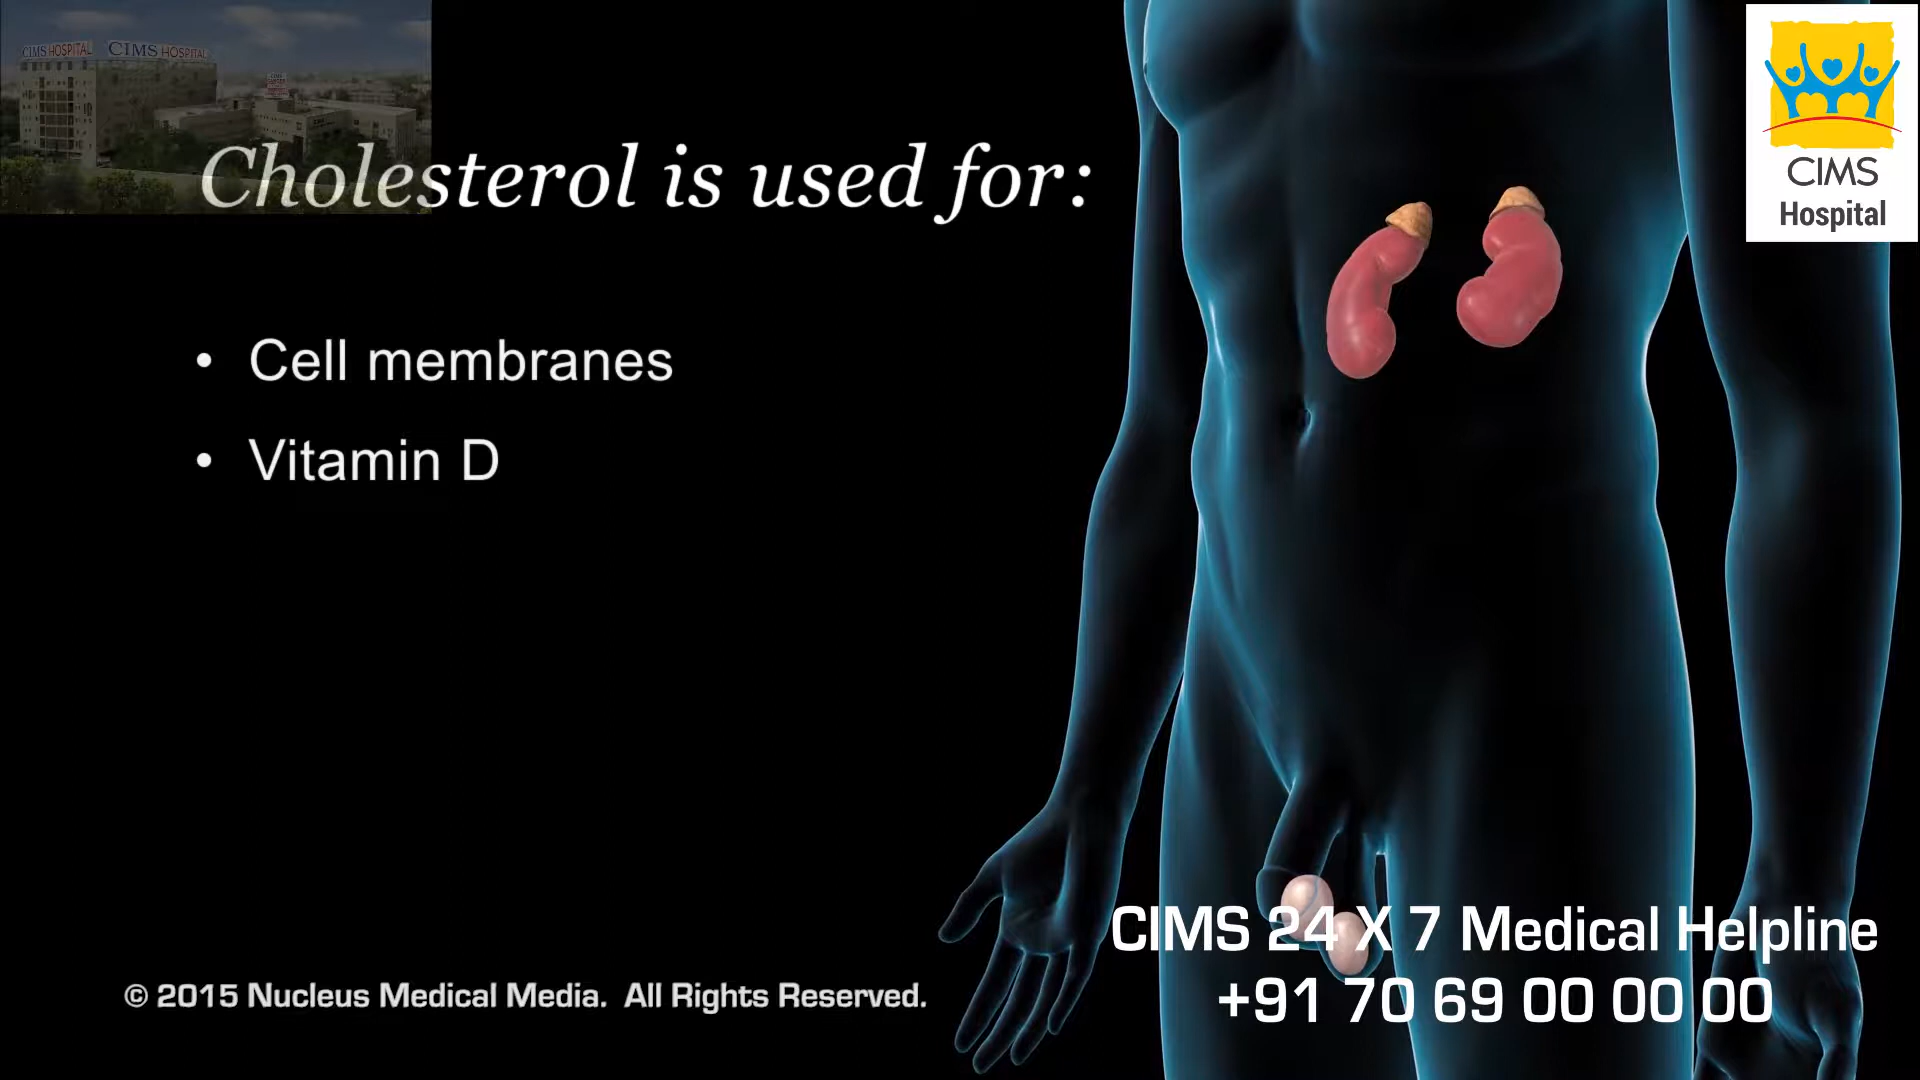 CIMS HOSPITAL CIMS HOSPITAL
CIMS
Hospital
Cholesterol is used for:
• Cell membranes
• Vitamin D
CIMS 24 X 7 Medical Helpline
+91 70 69 00 00 00
© 2015 Nucleus Medical Media. All Rights Reserved.